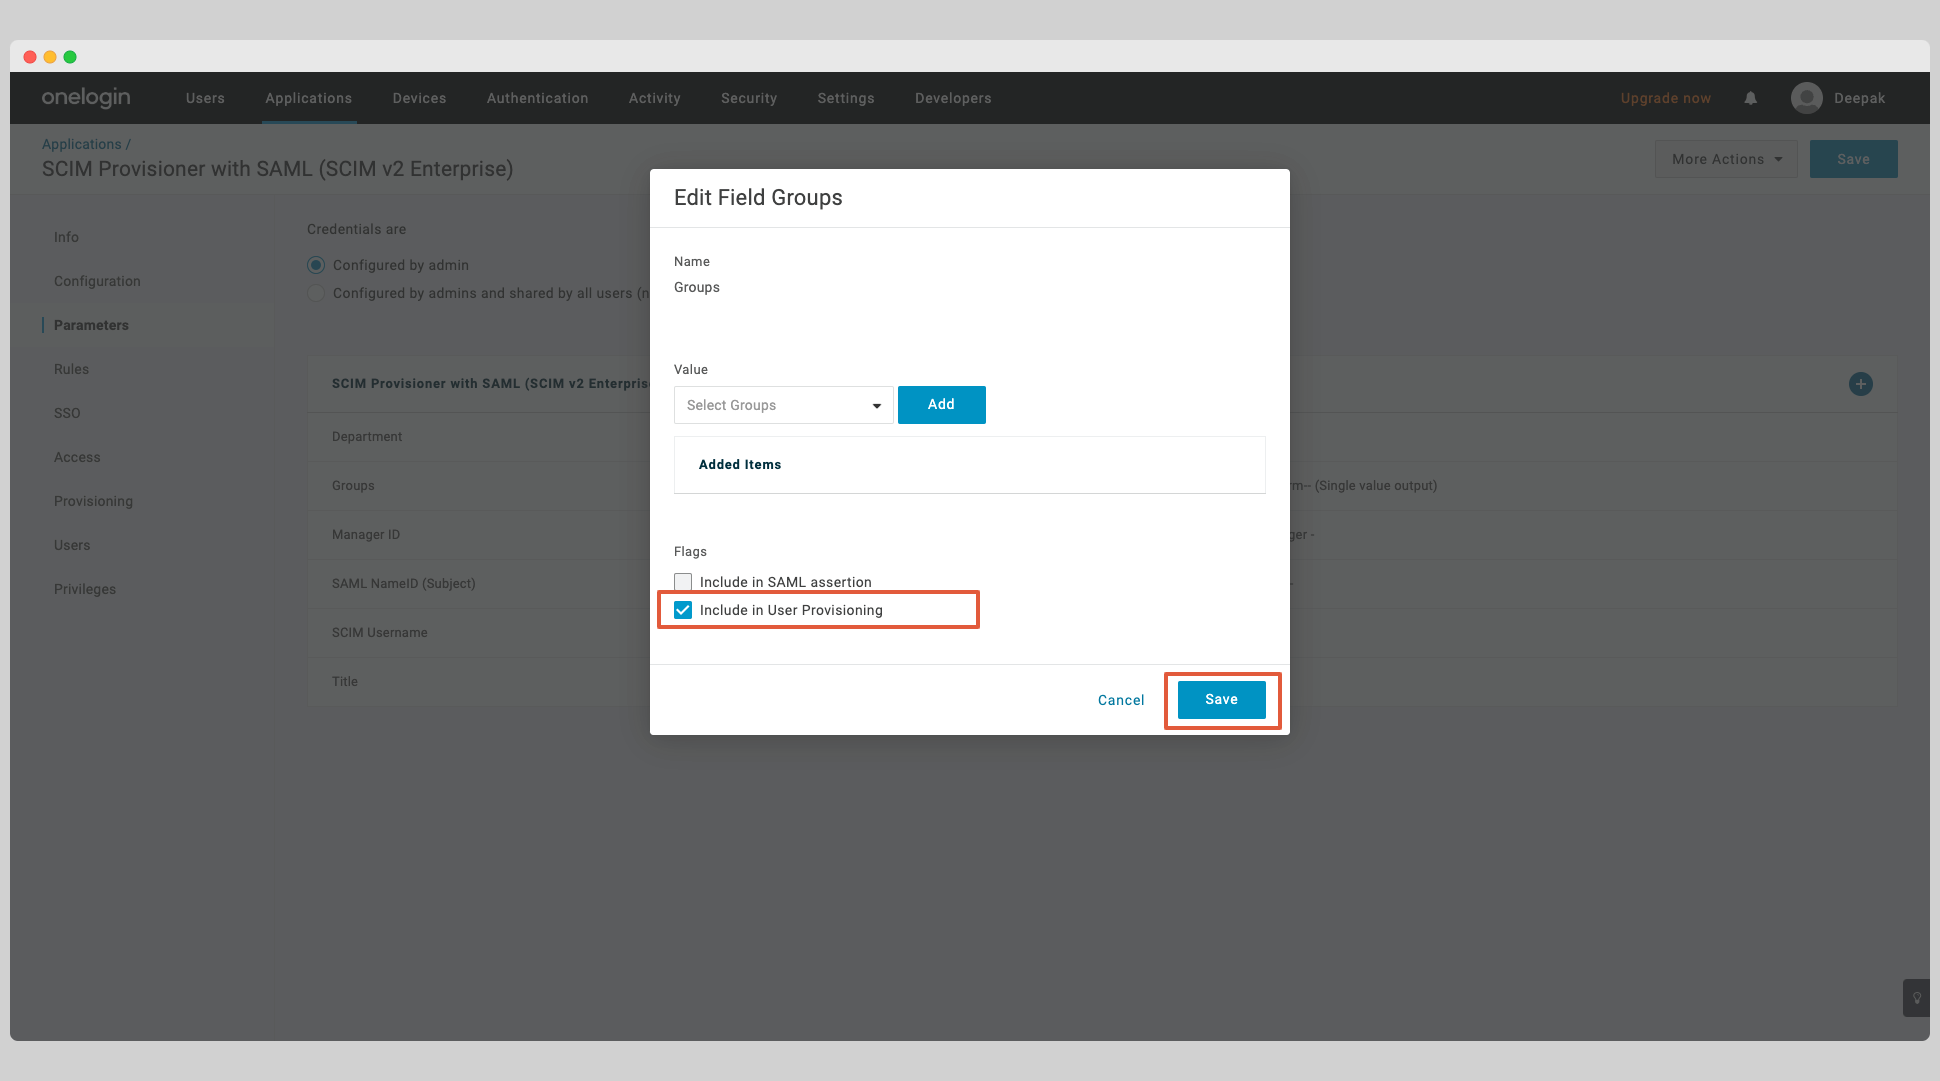 onelogin
Users
Applications
Devices
Authentication
Activity
Security
Settings
Developers
Upgrade now
Deepak
Applications /
SCIM Provisioner with SAML (SCIM v2 Enterprise)
More Actions
Save
Info
Configuration
Parameters
Rules
SSO
Access
Provisioning
Users
Privileges
Credentials are
Configured by admin
Configured by admins and shared by all users (n
SCIM Provisioner with SAML (SCIM v2 Enterpris
Department
Groups
rm-- (Single value output)
Manager ID
ger -
SAML NameID (Subject)
SCIM Username
Title
Edit Field Groups
Name
Groups
Value
Select Groups
Add
Added Items
Flags
Include in SAML assertion
Include in User Provisioning
Cancel
Save